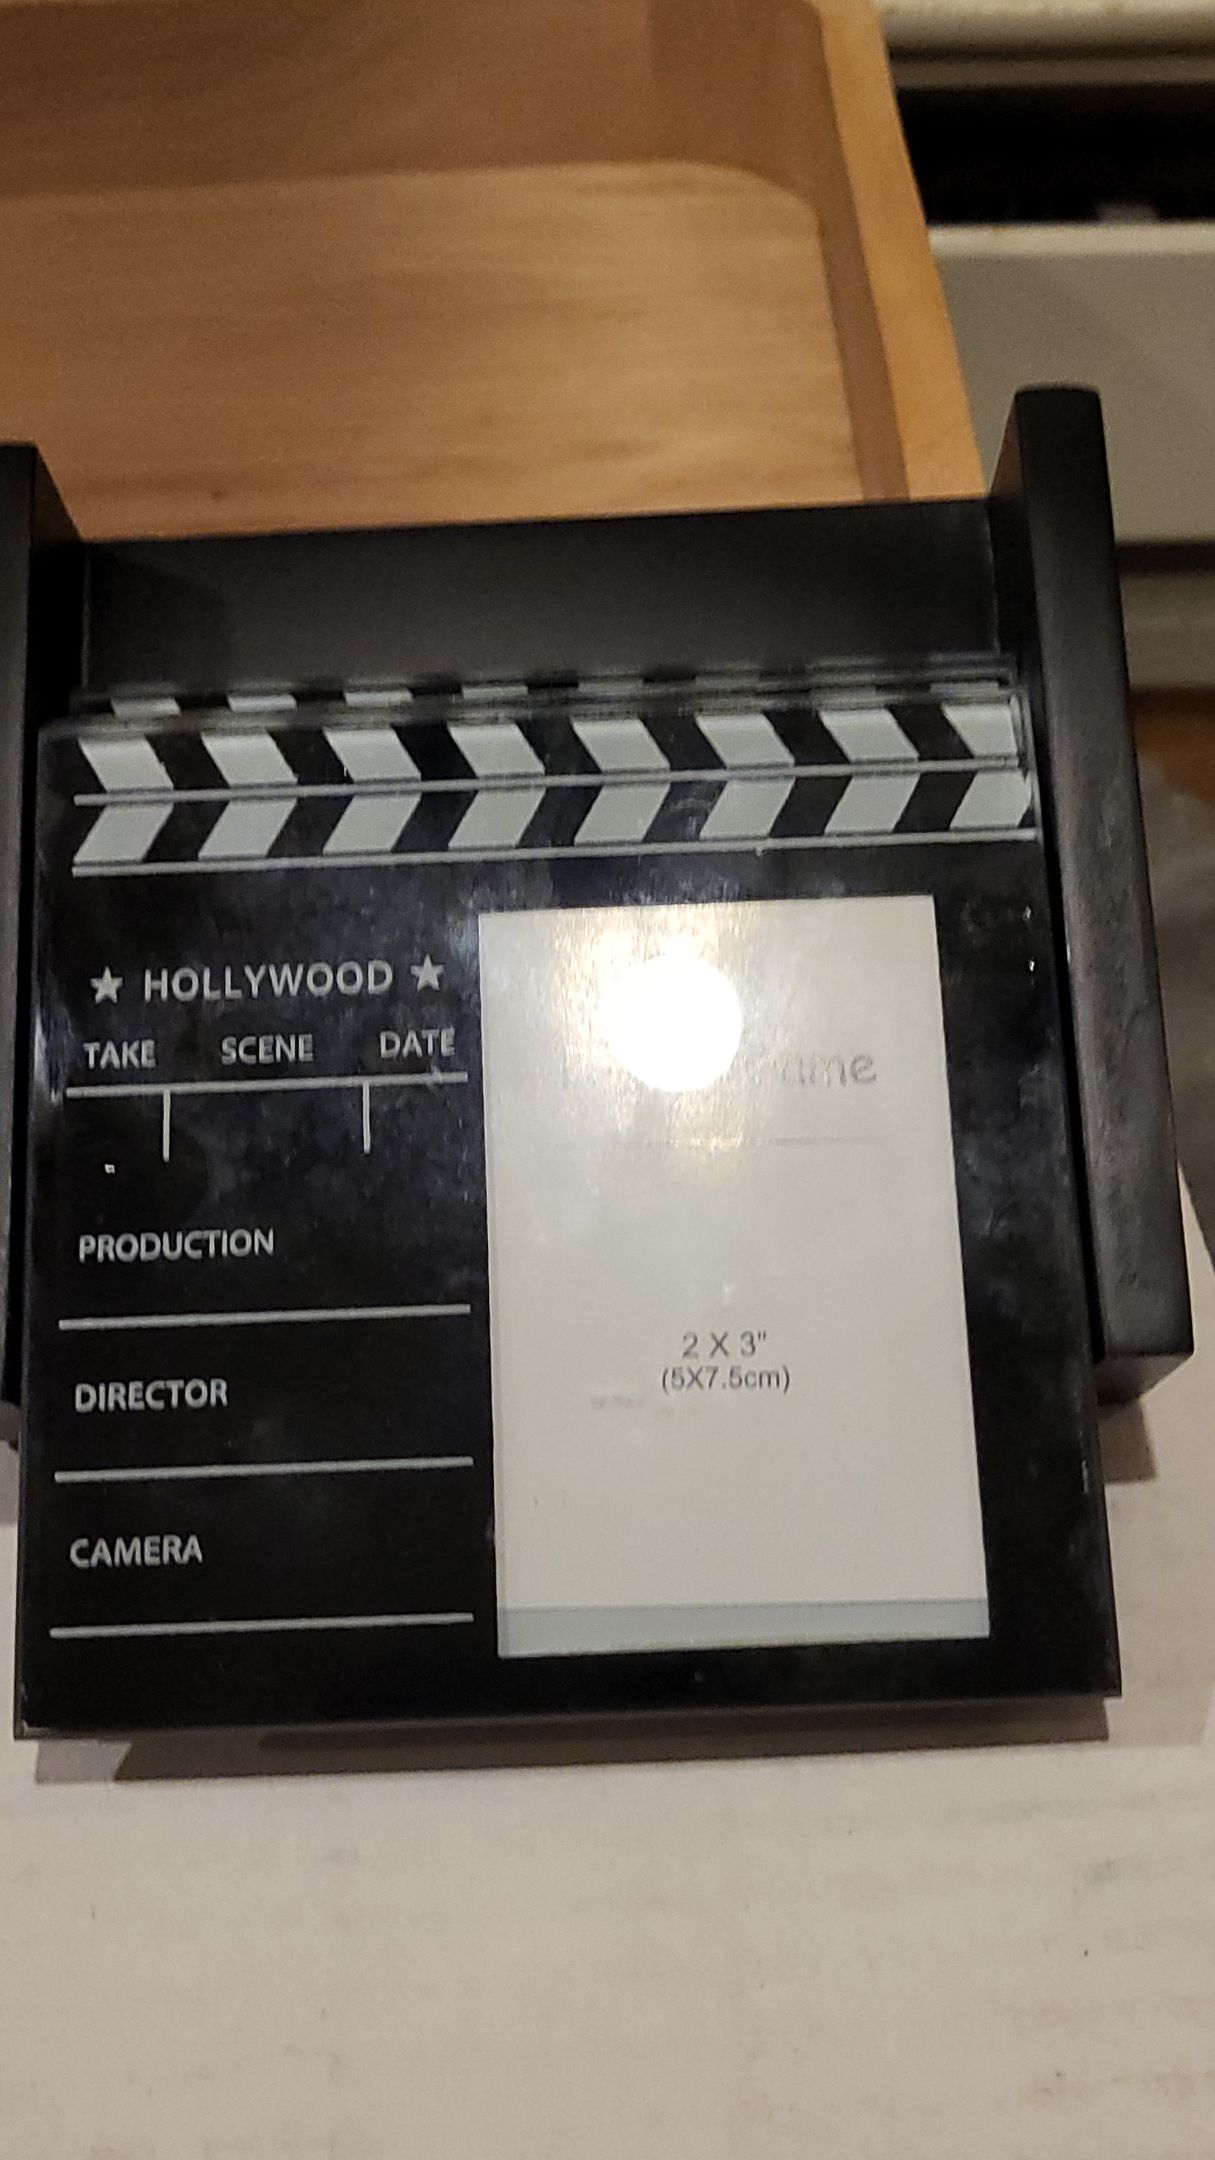 ★ HOLLYWOOD ★
TAKE SCENE DATE
PRODUCTION
DIRECTOR
CAMERA
2 X 3"
(5X7.5cm)